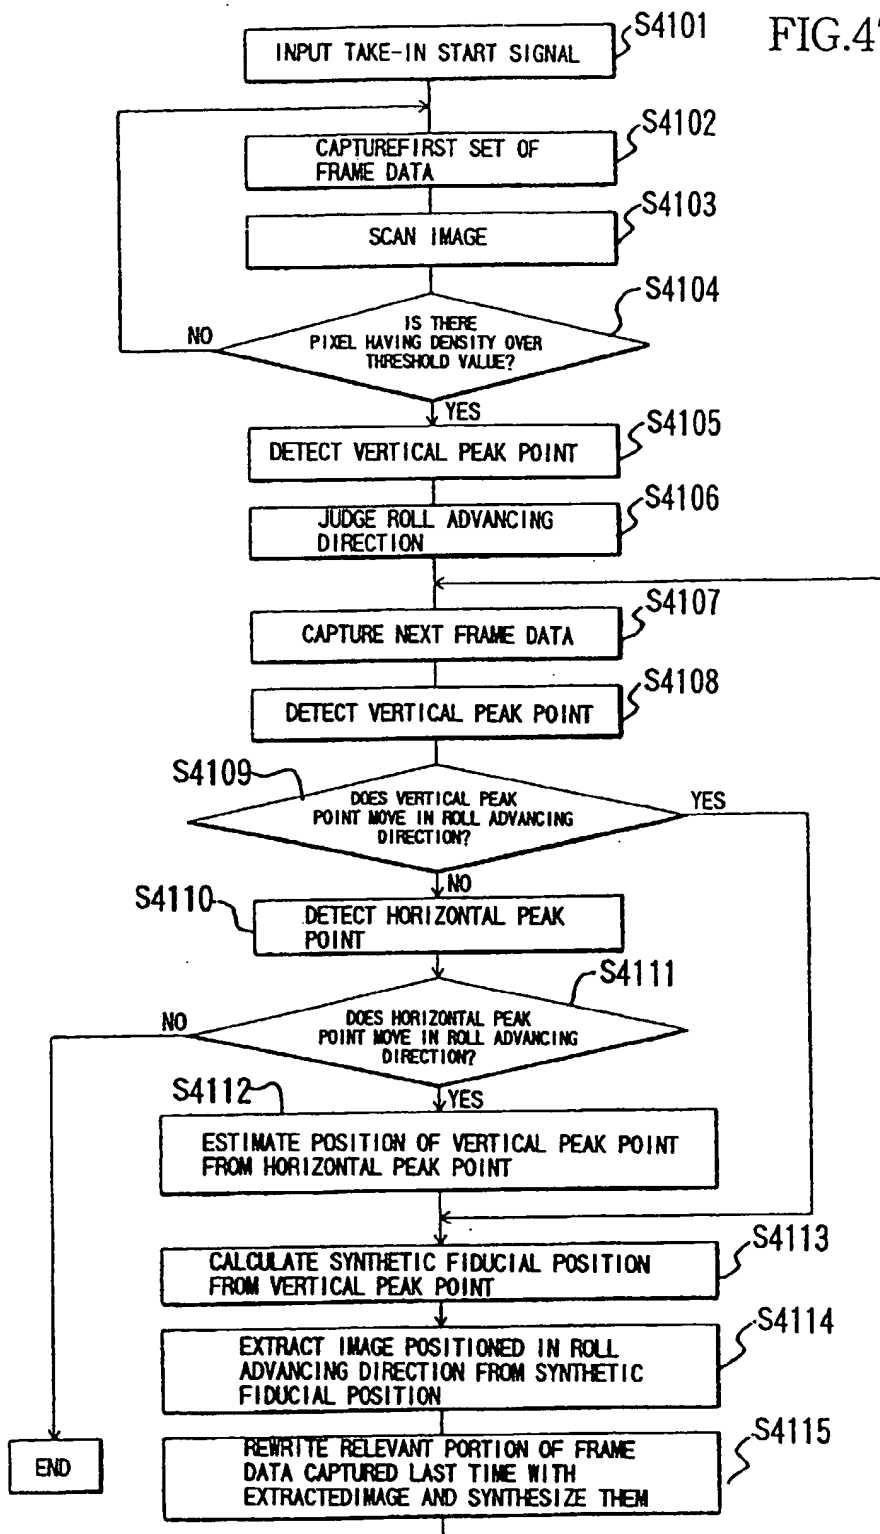 FIG.4
S4101
INPUT TAKE-IN START SIGNAL
S4102
CAPTUREFIRST SET OF
FRAME DATA
S4103
SCAN IMAGE
S4104
IS THERE
PIXEL HAVING DENSITY OVER
THRESHOLD VALUE?
NO
YES
S4105
DETECT VERTICAL PEAK POINT
S4106
JUDGE ROLL ADVANCING
DIRECTION
S4107
CAPTURE NEXT FRAME DATA
S4108
DETECT VERTICAL PEAK POINT
S4109
DOES VERTICAL PEAK
POINT MOVE IN ROLL ADVANCING
DIRECTION?
YES
NO
S4110
DETECT HORIZONTAL PEAK
POINT
S4111
DOES HORIZONTAL PEAK
POINT MOVE IN ROLL ADVANCING
DIRECTION?
NO
YES
S4112
ESTIMATE POSITION OF VERTICAL PEAK POINT
FROM HORIZONTAL PEAK POINT
S4113
CALCULATE SYNTHETIC FIDUCIAL POSITION
FROM VERTICAL PEAK POINT
S4114
EXTRACT IMAGE POSITIONED IN ROLL
ADVANCING DIRECTION FROM SYNTHETIC
FIDUCIAL POSITION
S4115
REWRITE RELEVANT PORTION OF FRAME
DATA CAPTURED LAST TIME WITH
EXTRACTEDIMAGE AND SYNTHESIZE THEM
END